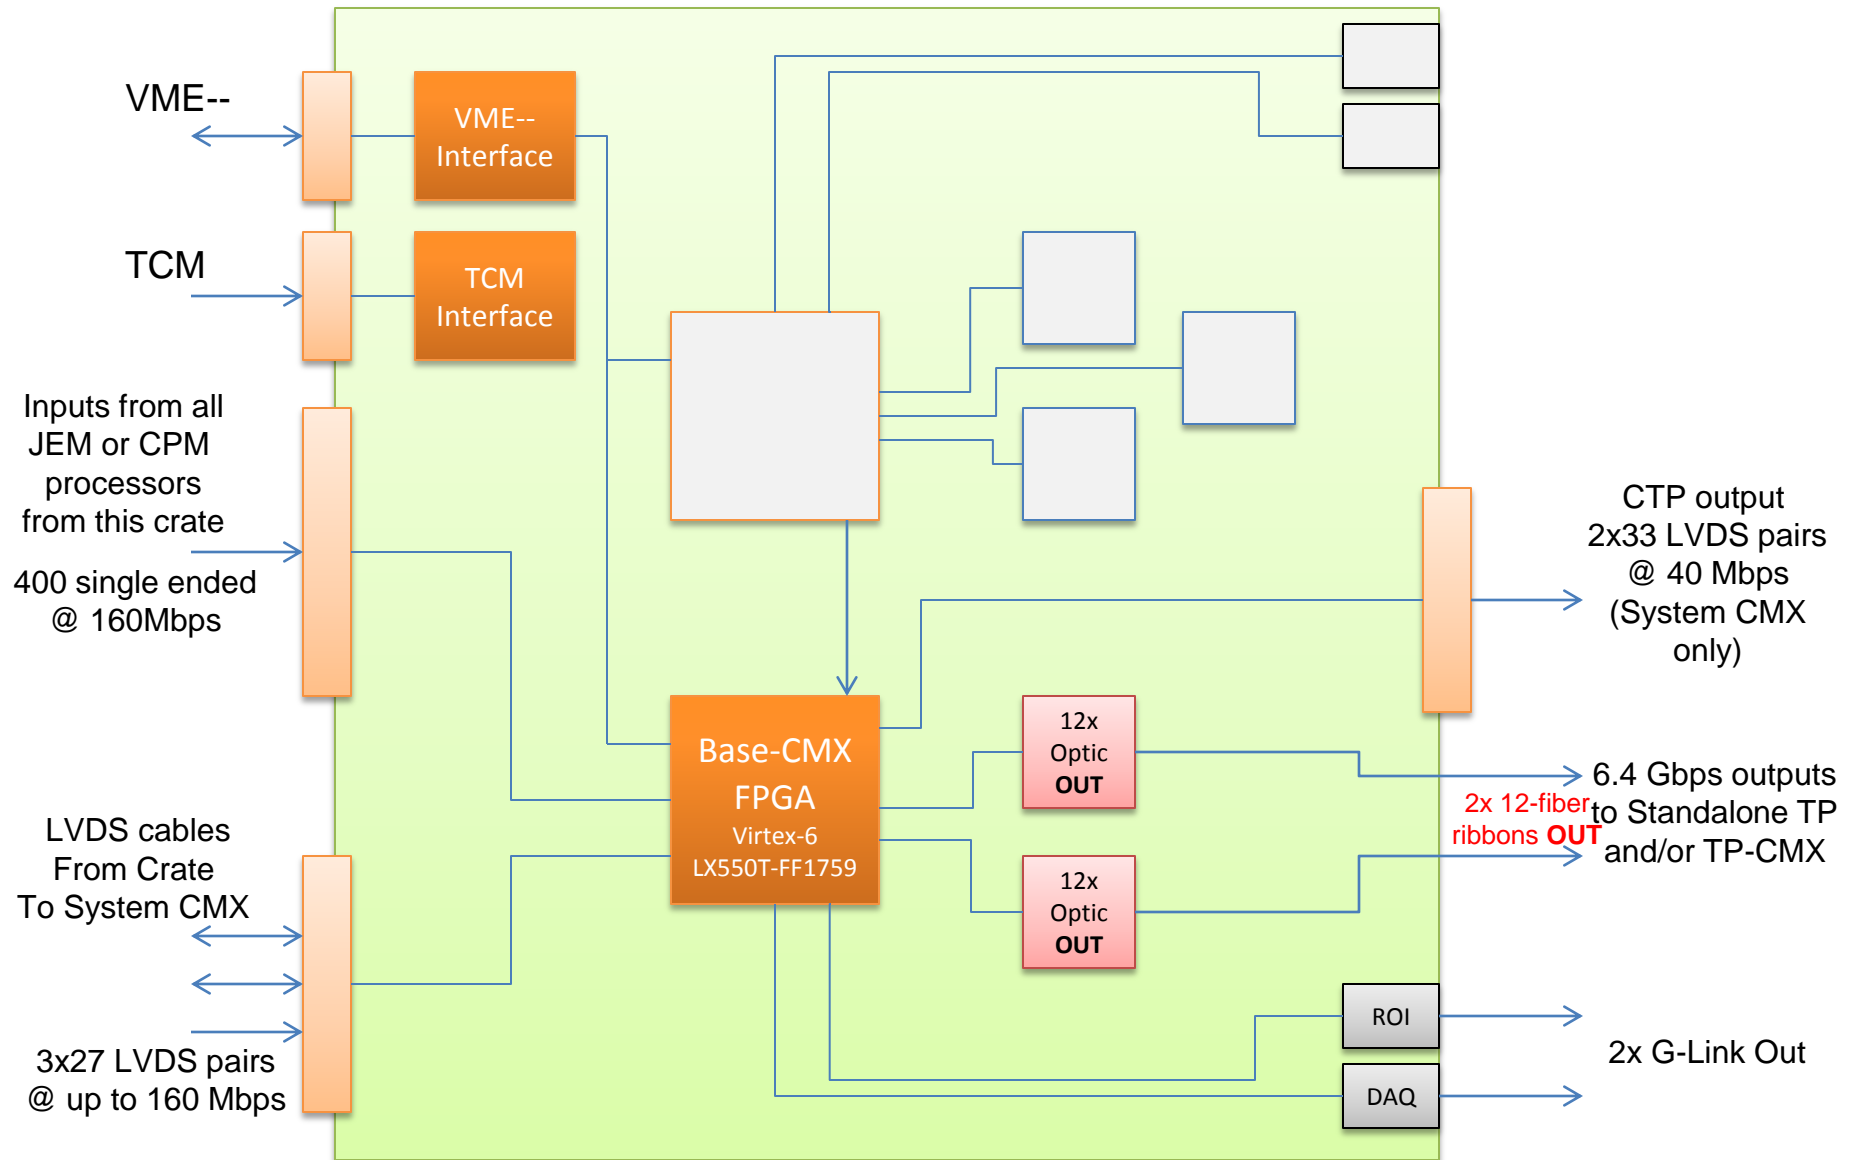 VME--
VME--
Interface
TCM
TCM
Interface
Inputs from all
JEM or CPM
processors
from this crate
400 single ended
@ 160Mbps
LVDS cables
From Crate
To System CMX
3x27 LVDS pairs
@ up to 160 Mbps
Base-CMX
FPGA
Virtex-6
LX550T-FF1759
12x
Optic
OUT
12x
Optic
OUT
CTP output
2x33 LVDS pairs
@ 40 Mbps
(System CMX
only)
2x 12-fiber
ribbons OUT
6.4 Gbps outputs
to Standalone TP
and/or TP-CMX
ROI
DAQ
2x G-Link Out